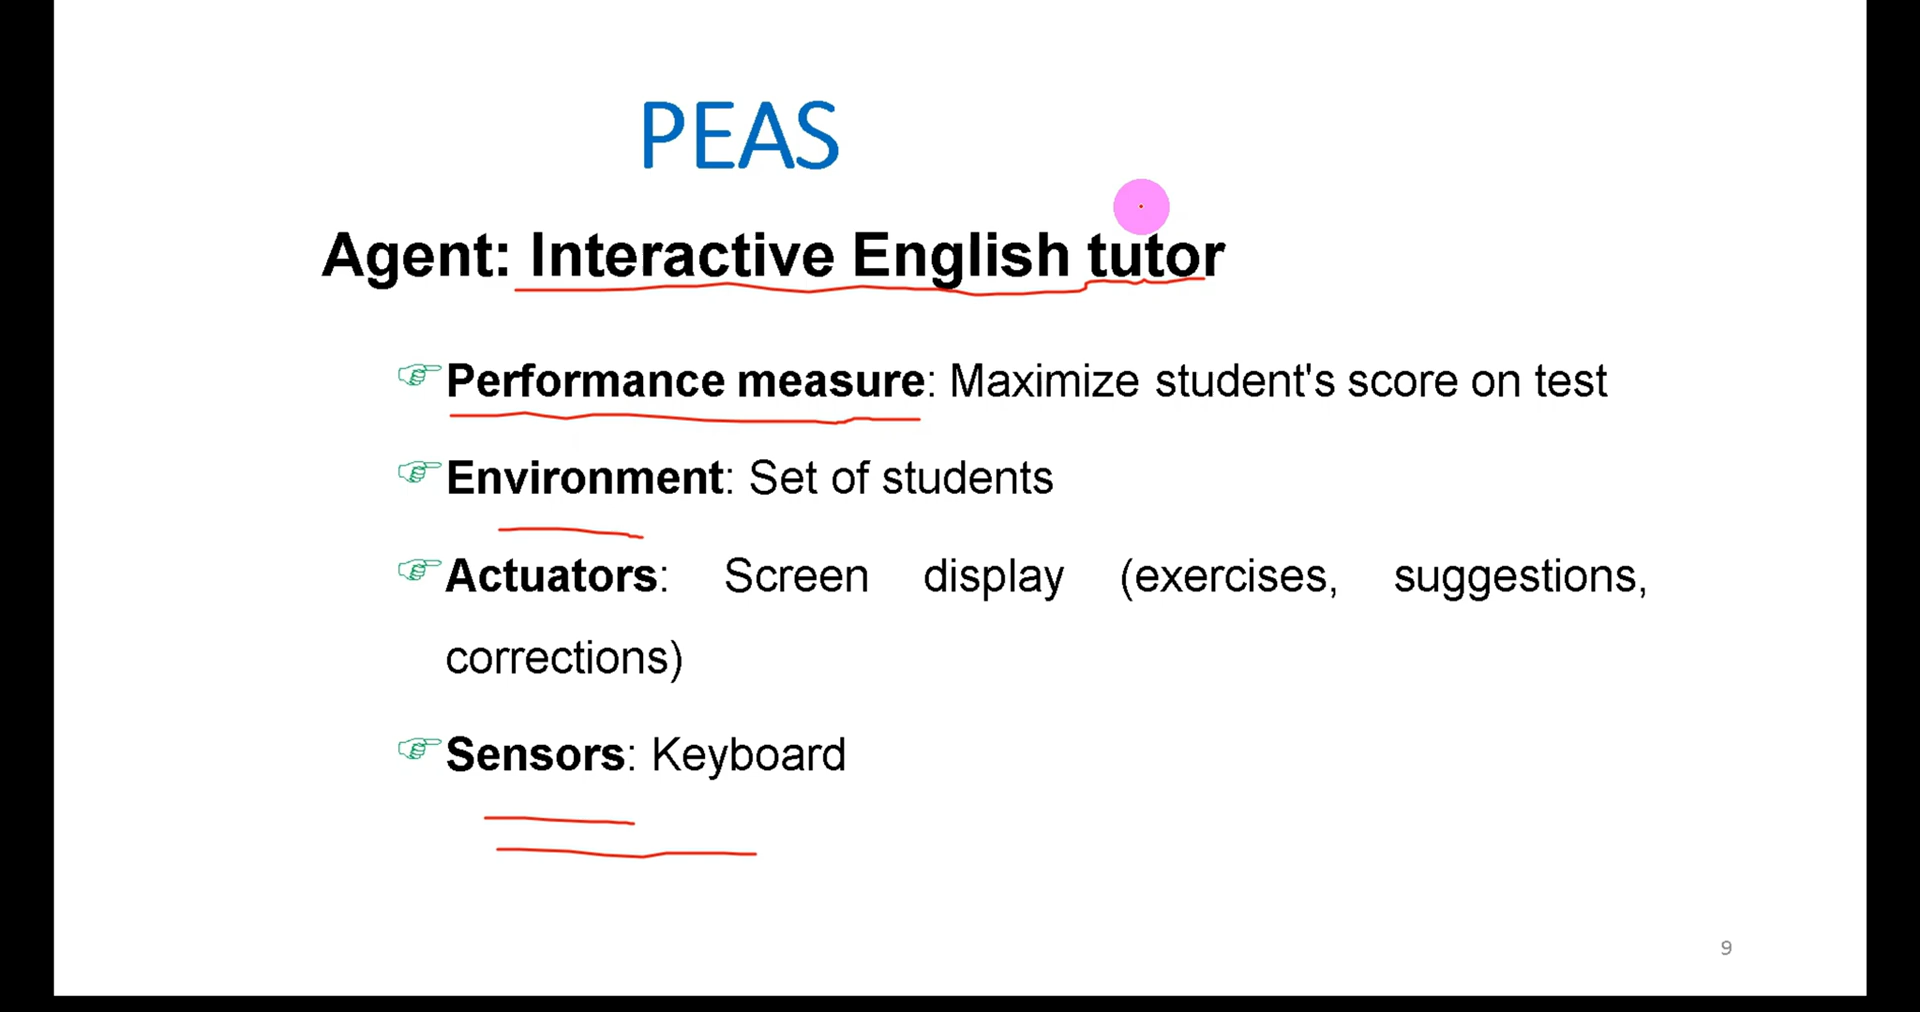 PEAS
Agent: Interactive English tutor
Performance measure: Maximize student's score on test
Environment: Set of students
Actuators: Screen display (exercises, suggestions,
corrections)
Sensors: Keyboard
9